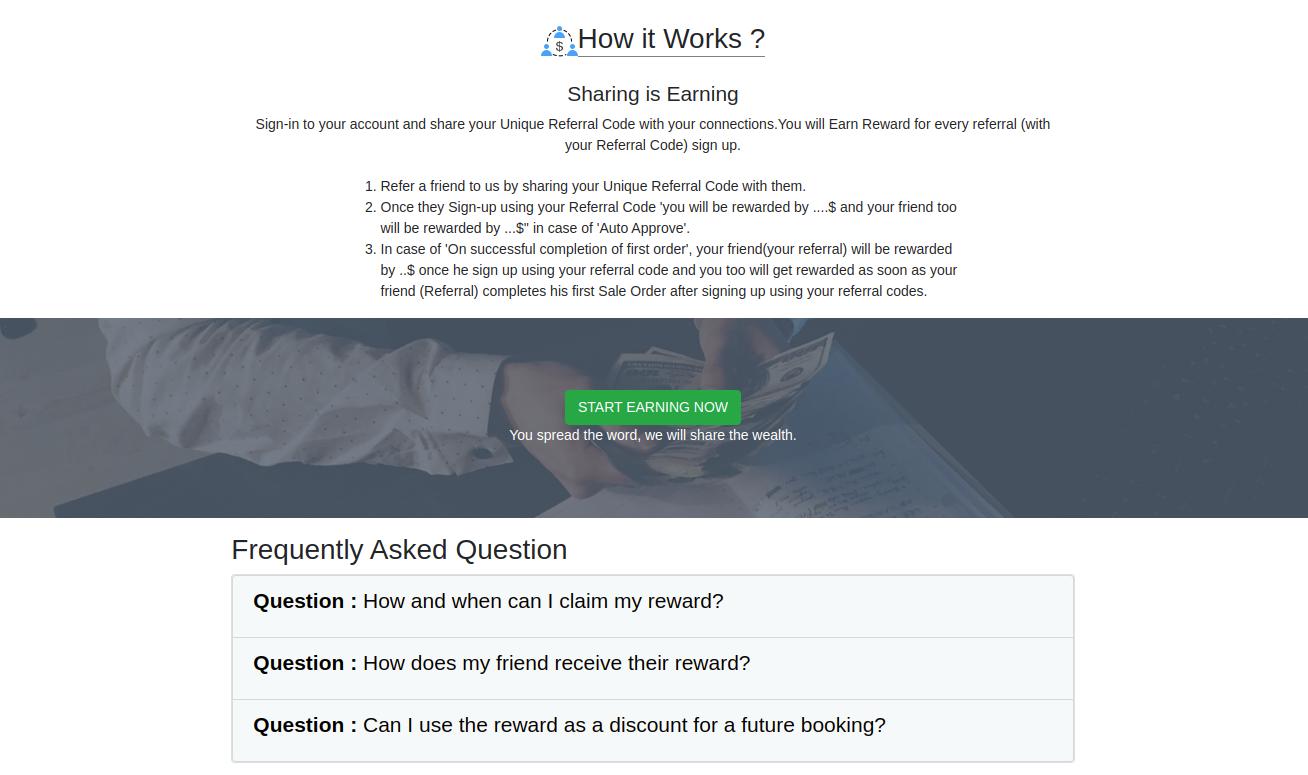 $
How it Works ?
Sharing is Earning
Sign-in to your account and share your Unique Referral Code with your connections.You will Earn Reward for every referral (with
your Referral Code) sign up.
1. Refer a friend to us by sharing your Unique Referral Code with them.
2. Once they Sign-up using your Referral Code 'you will be rewarded by ....$ and your friend too
will be rewarded by ...$" in case of 'Auto Approve'.
3. In case of 'On successful completion of first order', your friend(your referral) will be rewarded
by ..$ once he sign up using your referral code and you too will get rewarded as soon as your
friend (Referral) completes his first Sale Order after signing up using your referral codes.
START EARNING NOW
You spread the word, we will share the wealth.
Frequently Asked Question
Question : How and when can I claim my reward?
Question : How does my friend receive their reward?
Question : Can I use the reward as a discount for a future booking?